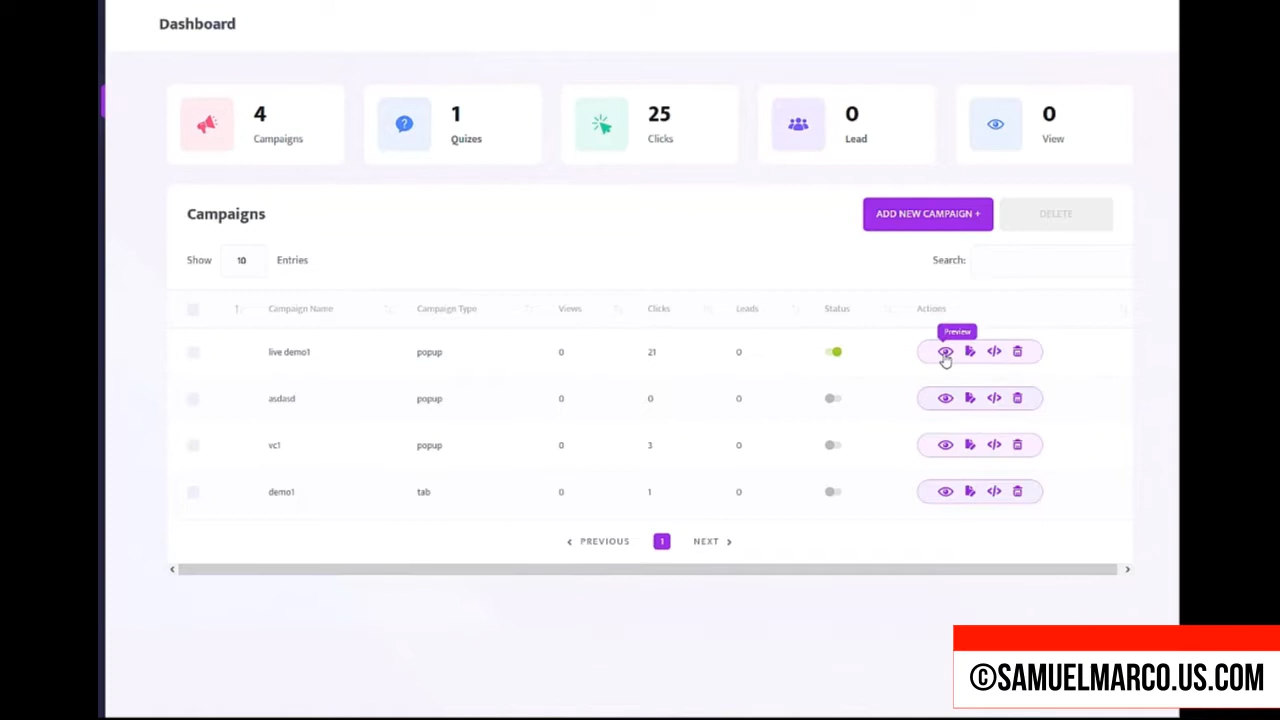 Dashboard
4
Campaigns
1
Quizes
25
Clicks
0
Lead
0
View
Campaigns
ADD NEW CAMPAIGN +
DELETE
Show 10 Entries
Search:
Campaign Name Campaign Type Views Clicks Leads Status Actions
Preview
live demo1 popup 0 21 0
asdasd popup 0 0 0
vc1 popup 0 3 0
demo1 tab 0 1 0
PREVIOUS 1 NEXT
©SAMUELMARCO.US.COM